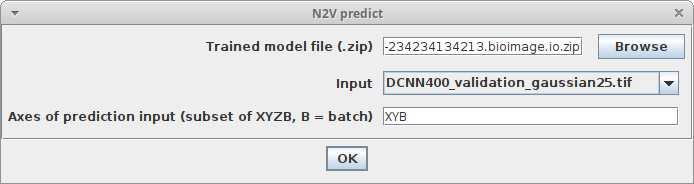 N2V predict
Trained model file (.zip) -234234134213.bioimage.io.zip Browse
Input DCNN400_validation_gaussian25.tif
Axes of prediction input (subset of XYZB, B = batch) XYB
OK